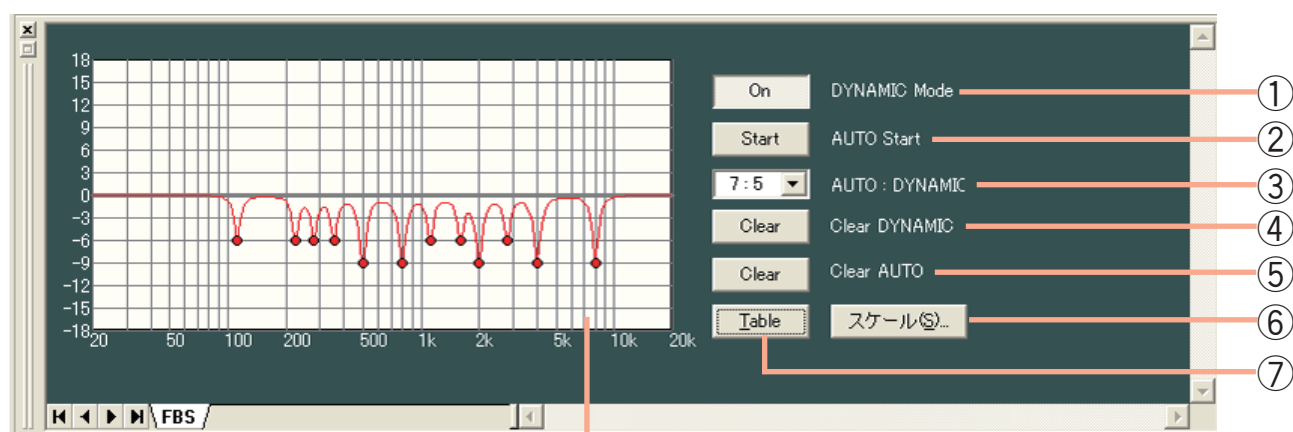 18
15
12
9
6
3
0
-3
-6
-9
-12
-15
-18
20 50 100 200 500 1k 2k 5k 10k 20k
On DYNAMIC Mode ①
Start AUTO Start ②
7:5 AUTO : DYNAMIC ③
Clear Clear DYNAMIC ④
Clear Clear AUTO ⑤
Table スケール(S)... ⑥
⑦
FBS